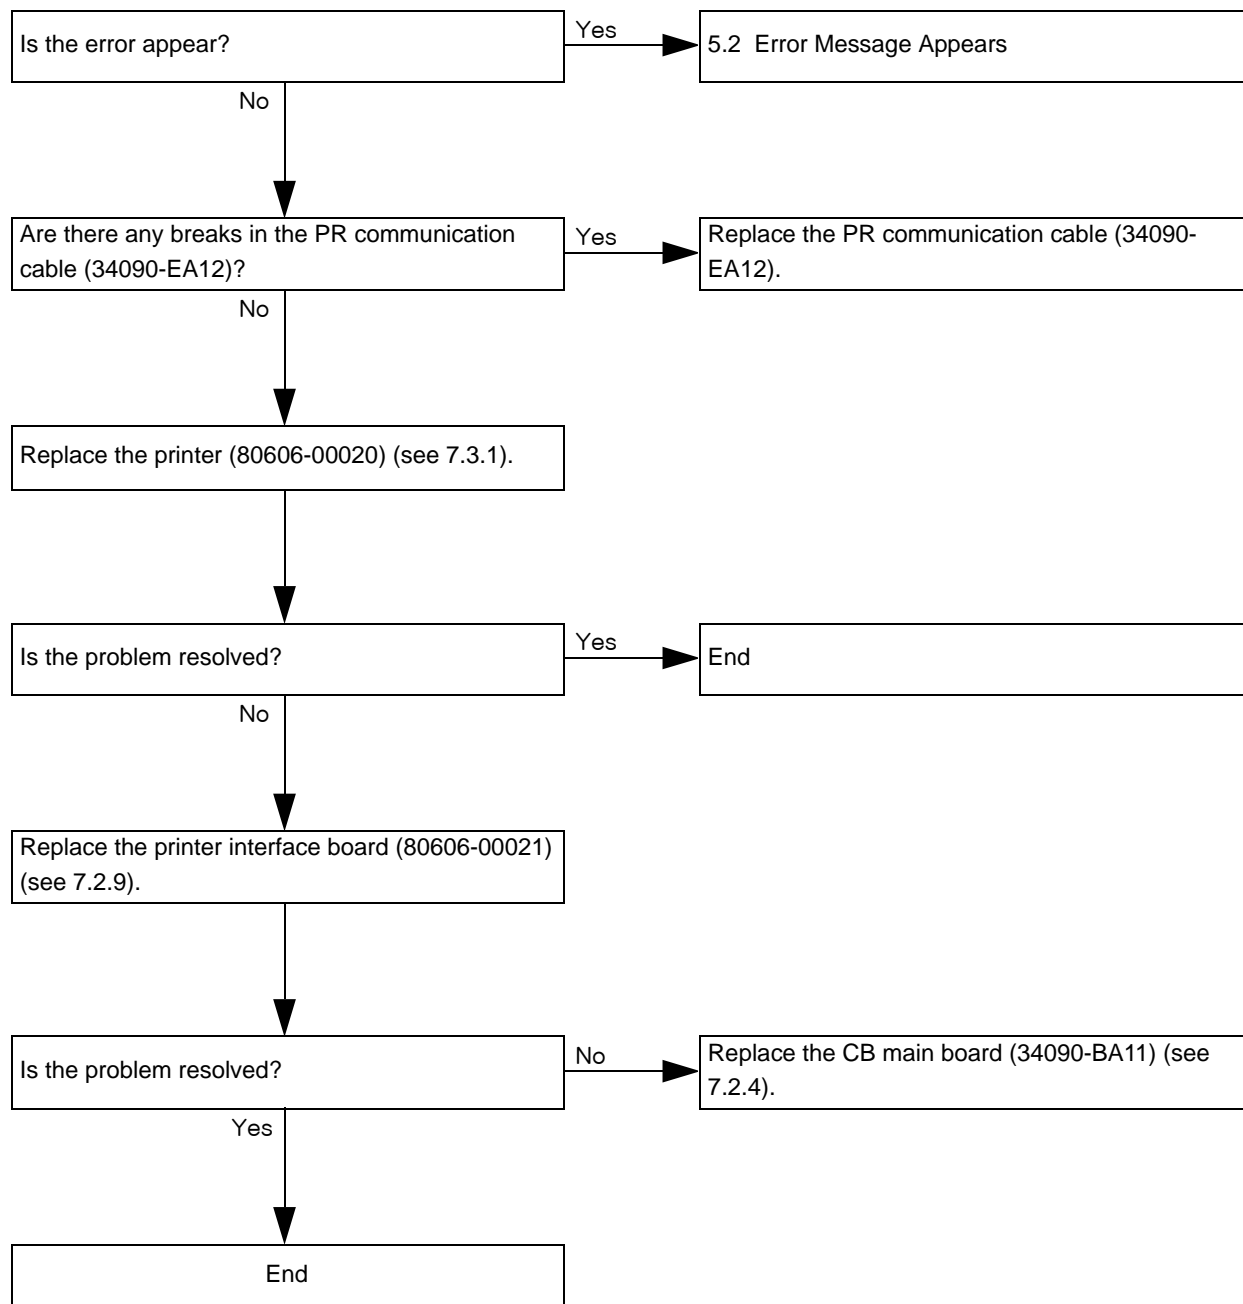 Is the error appear?
Yes
5.2 Error Message Appears
No
Are there any breaks in the PR communication
cable (34090-EA12)?
Yes
Replace the PR communication cable (34090-
EA12).
No
Replace the printer (80606-00020) (see 7.3.1).
Is the problem resolved?
Yes
End
No
Replace the printer interface board (80606-00021)
(see 7.2.9).
Is the problem resolved?
No
Replace the CB main board (34090-BA11) (see
7.2.4).
Yes
End